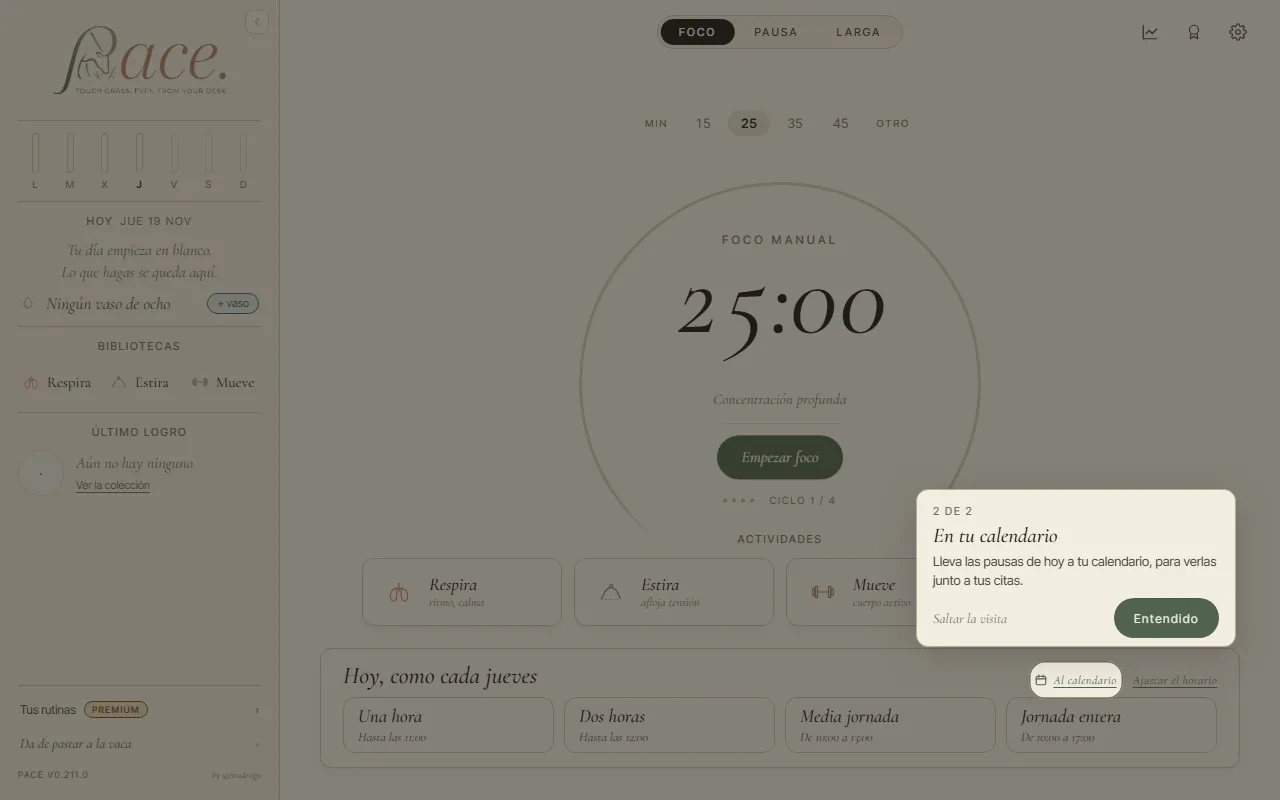 Pace.
TOUCH GRASS. EVEN FROM YOUR DESK.
L M X J V S D
HOY JUE 19 NOV
Tu día empieza en blanco.
Lo que hagas se queda aquí.
Ningún vaso de ocho
+ vaso
BIBLIOTECAS
Respira
Estira
Mueve
ÚLTIMO LOGRO
Aún no hay ninguno
Ver la colección
Tus rutinas PREMIUM ›
Da de pastar a la vaca ›
PACE V0.211.0
FOCO PAUSA LARGA
MIN 15 25 35 45 OTRO
FOCO MANUAL
25:00
Concentración profunda
Empezar foco
CICLO 1 / 4
ACTIVIDADES
Respira
ritmo, calma
Estira
afloja tensión
Mueve
cuerpo activo
2 DE 2
En tu calendario
Lleva las pausas de hoy a tu calendario, para verlas
junto a tus citas.
Saltar la visita
Entendido
Hoy, como cada jueves
Al calendario
Ajustar el horario
Una hora
Hasta las 11:00
Dos horas
Hasta las 12:00
Media jornada
De 10:00 a 13:00
Jornada entera
De 10:00 a 17:00